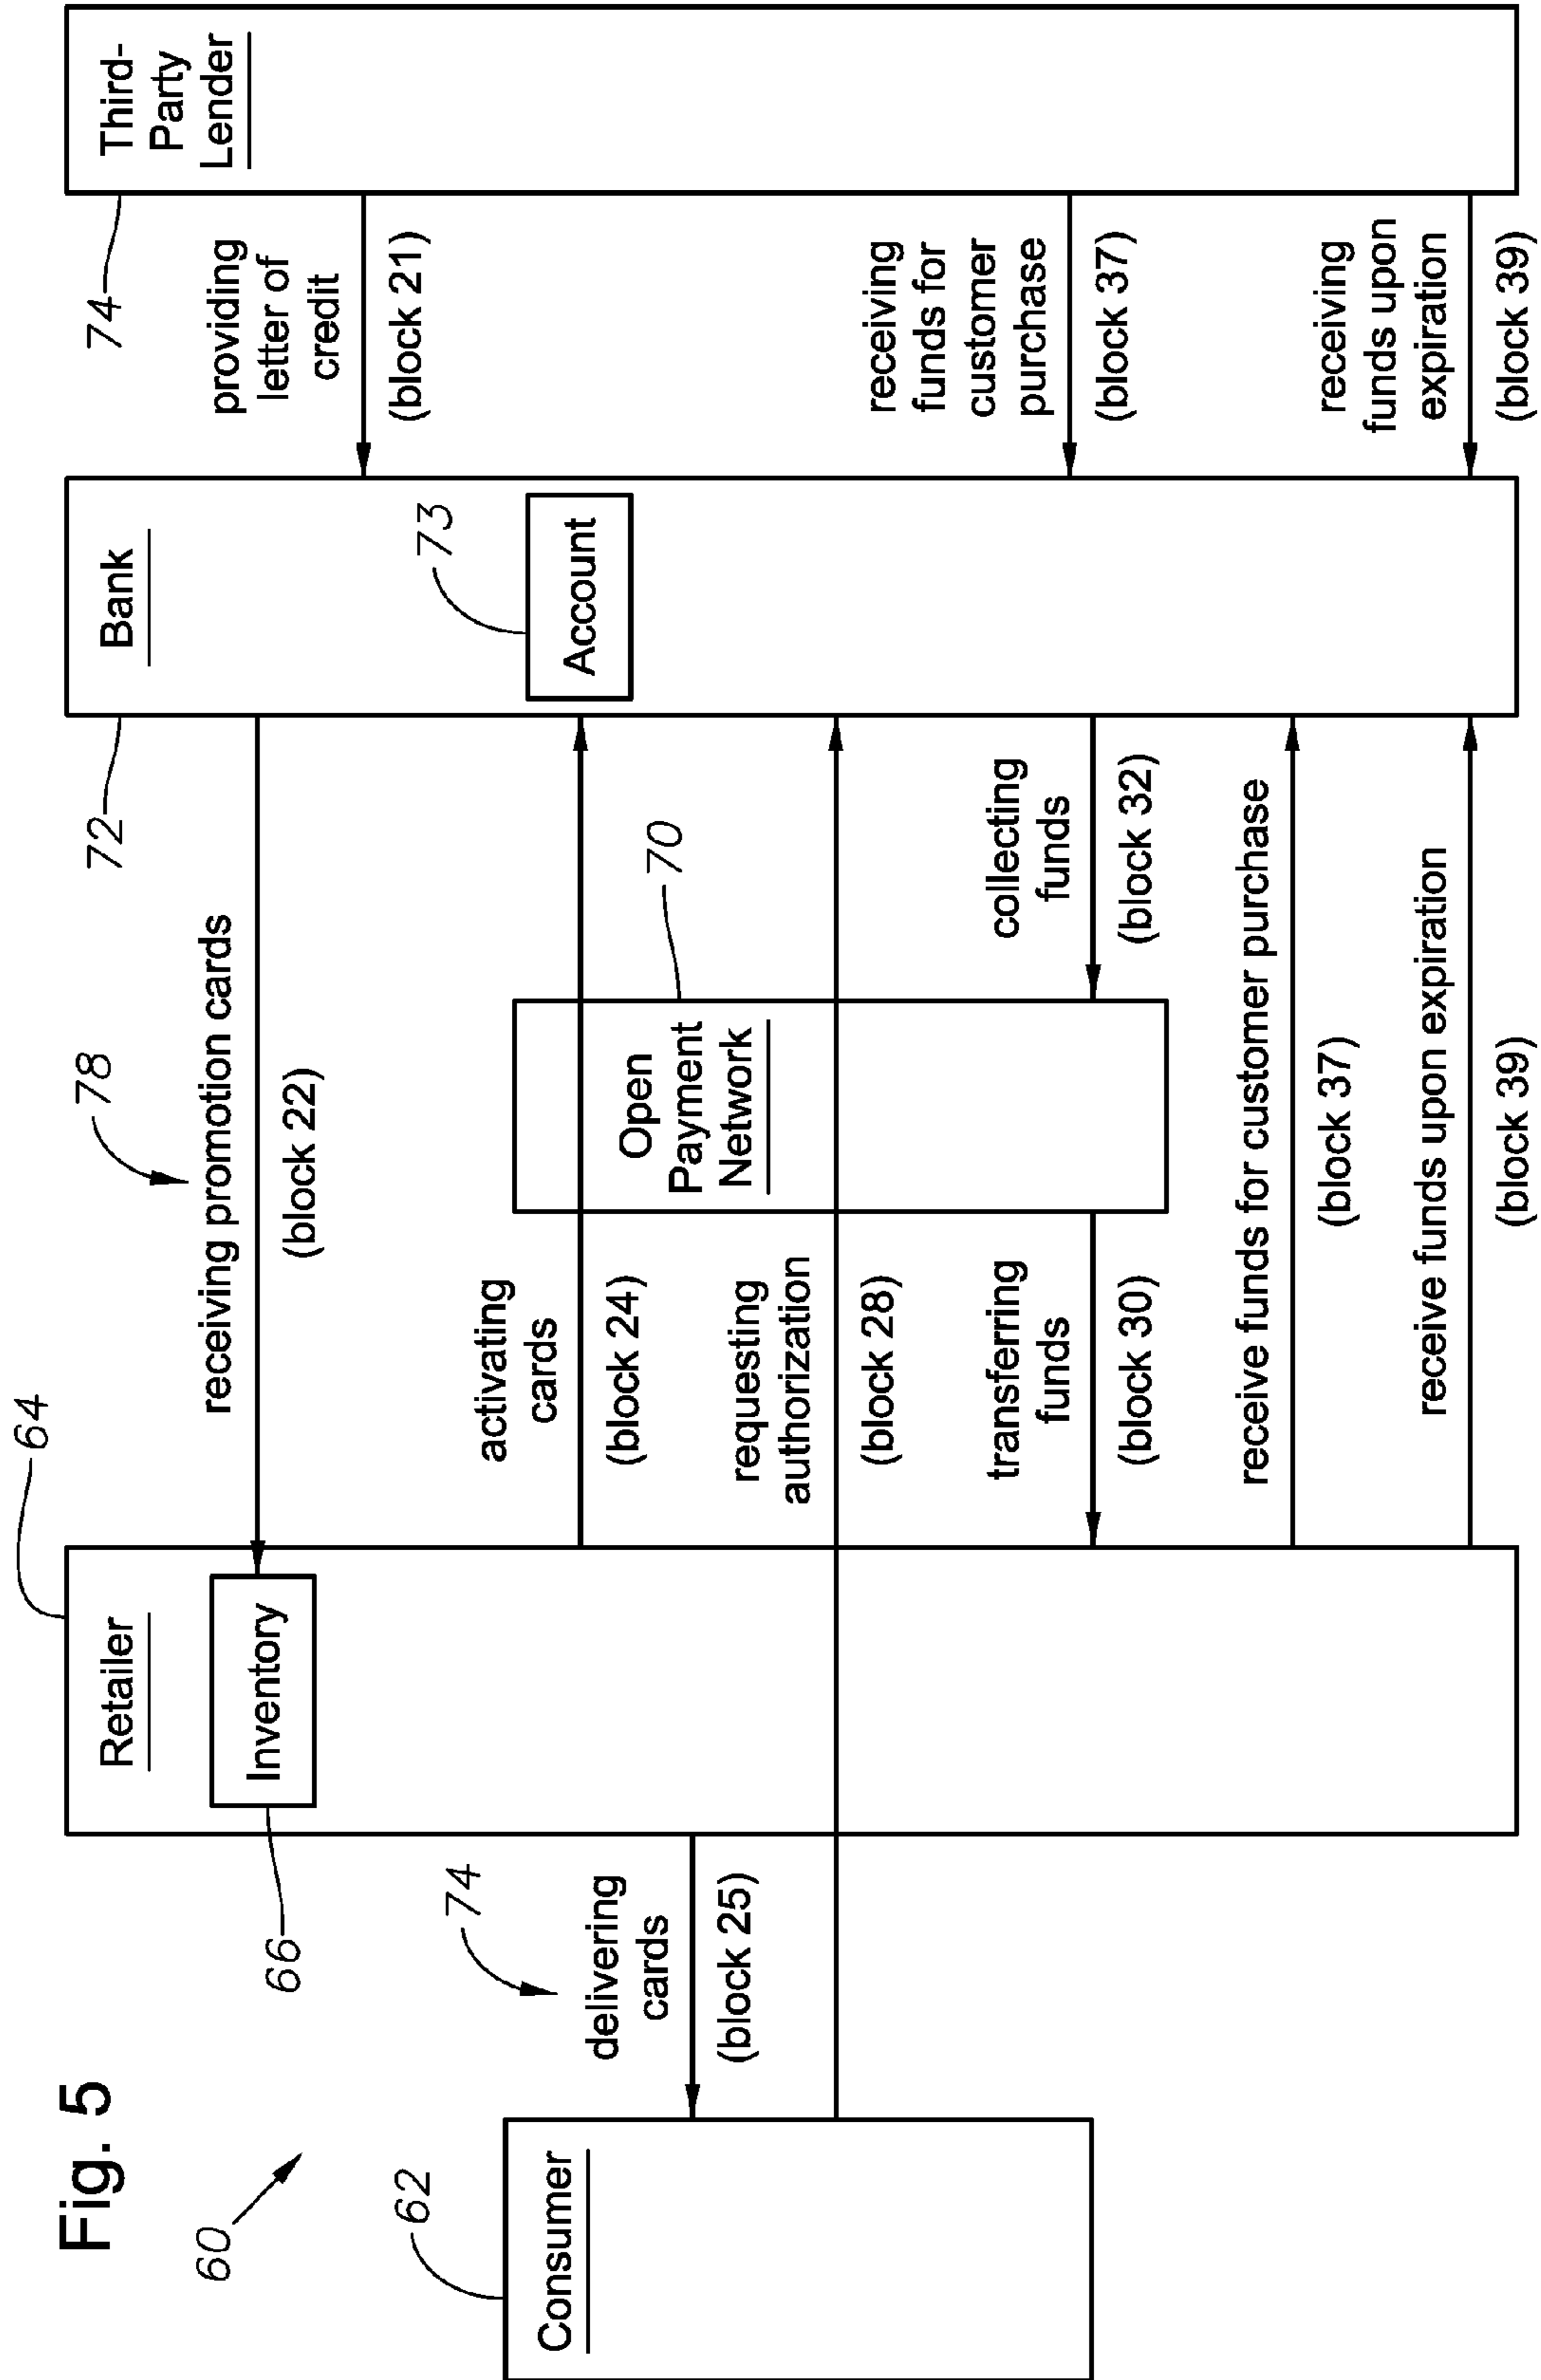 Fig. 5
60
62
Consumer
74
delivering
cards
(block 25)
64
Retailer
66
Inventory
78
receiving promotion cards
(block 22)
activating
cards
(block 24)
requesting
authorization
(block 28)
transferring
funds
(block 30)
70
Open
Payment
Network
collecting
funds
(block 32)
receive funds for customer purchase
(block 37)
receive funds upon expiration
(block 39)
72
Bank
73
Account
74
Third-
Party
Lender
providing
letter of
credit
(block 21)
receiving
funds for
customer
purchase
(block 37)
receiving
funds upon
expiration
(block 39)